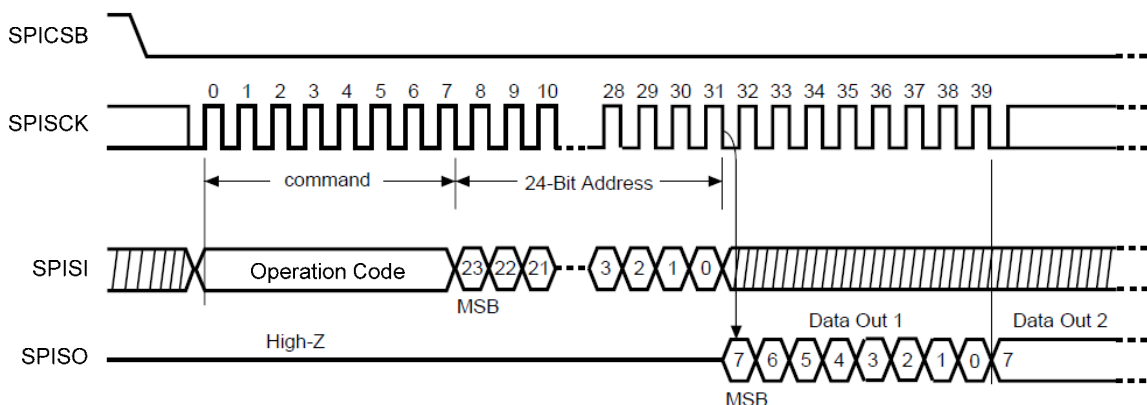 SPICSB
0 1 2 3 4 5 6 7 8 9 10 28 29 30 31 32 33 34 35 36 37 38 39
SPISCK
command
24-Bit Address
SPISI
Operation Code
23 22 21 3 2 1 0
MSB
Data Out 1
Data Out 2
High-Z
SPISO
7 6 5 4 3 2 1 0 7
MSB